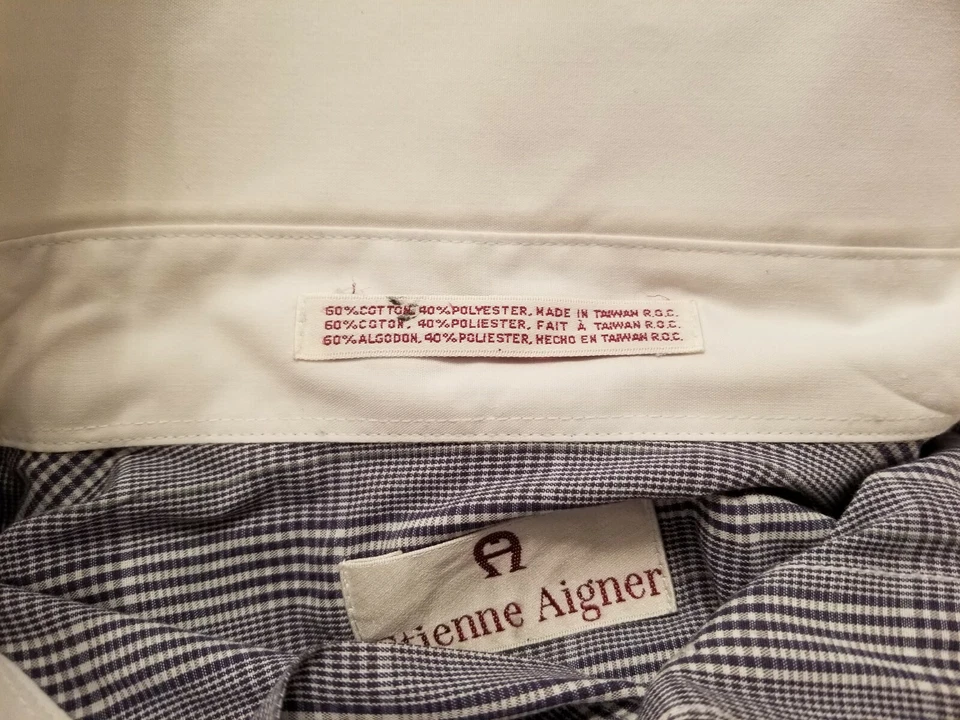 60%COTTON, 40%POLYESTER, MADE IN TAIWAN R.O.C.
60%COTON, 40%POLIESTER, FAIT À TAIWAN R.O.C.
60%ALGODON, 40%POLIESTER, HECHO EN TAIWAN R.O.C.
A
tienne Aigner